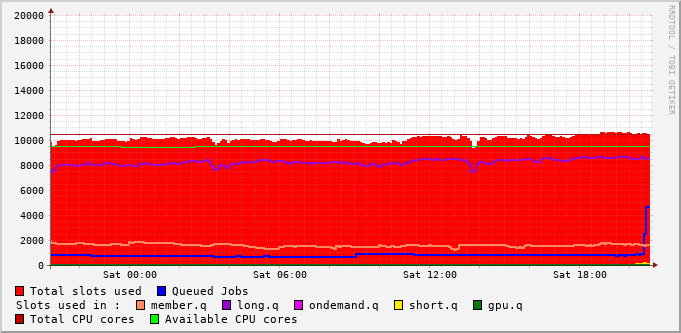 20000
18000
16000
14000
12000
10000
8000
6000
4000
2000
0
Sat 00:00 Sat 06:00 Sat 12:00 Sat 18:00
RRDTOOL / TOBI OETIKER
Total slots used Queued Jobs
Slots used in : member.q long.q ondemand.q short.q gpu.q
Total CPU cores Available CPU cores